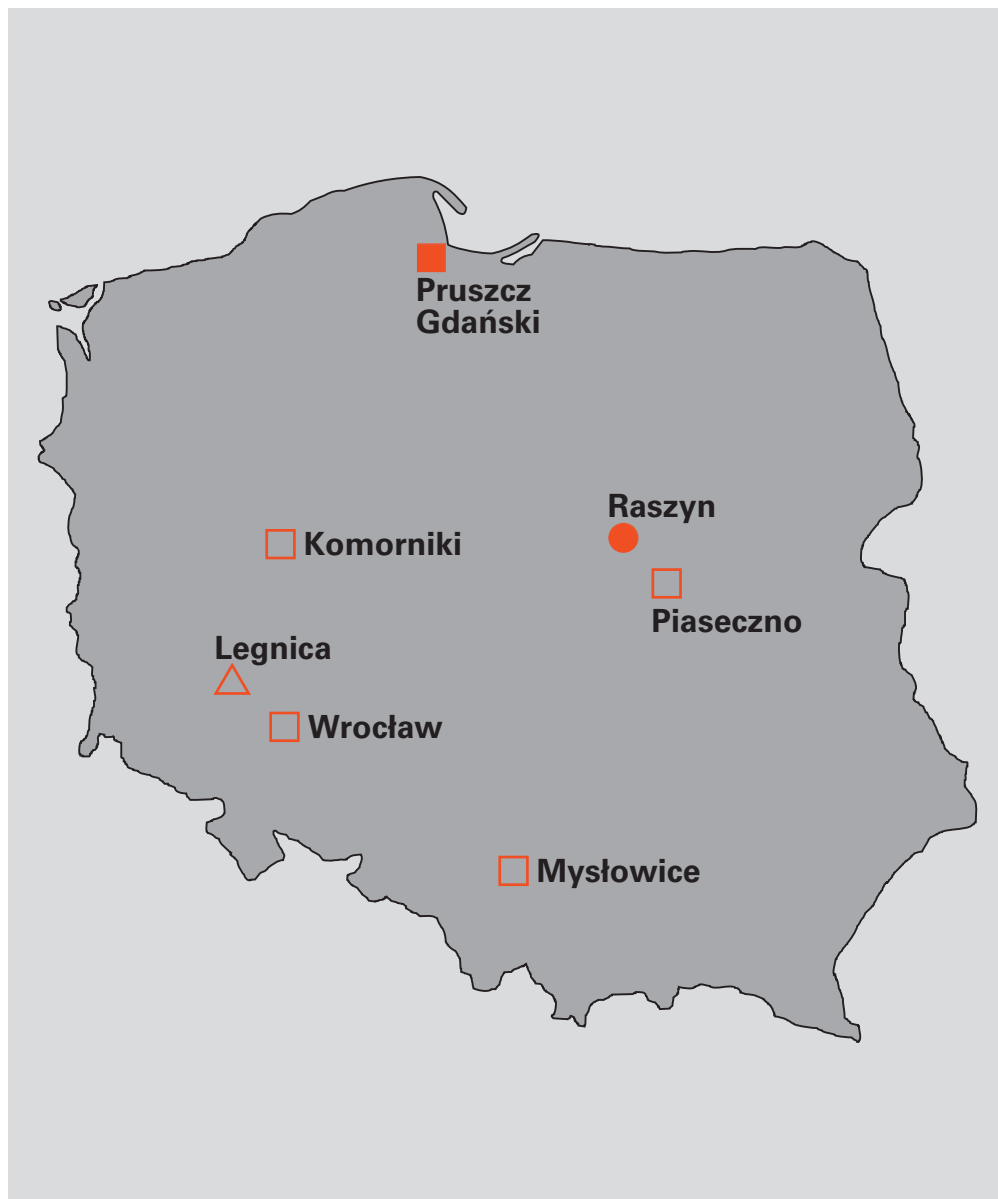 Pruszcz
Gdański
Raszyn
Komorniki
Piaseczno
Legnica
Wrocław
Mysłowice